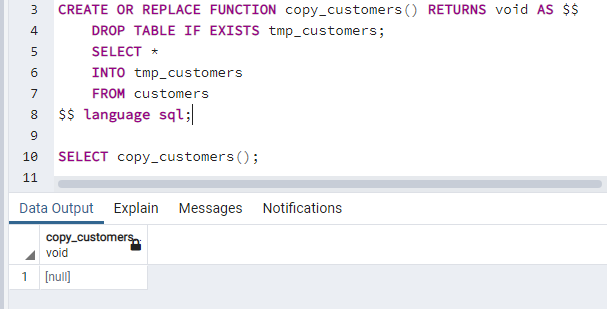 3 CREATE OR REPLACE FUNCTION copy_customers() RETURNS void AS $$
4 DROP TABLE IF EXISTS tmp_customers;
5 SELECT *
6 INTO tmp_customers
7 FROM customers
8 $$ language sql;
9
10 SELECT copy_customers();
11
Data Output Explain Messages Notifications
copy_customers
void
1 [null]